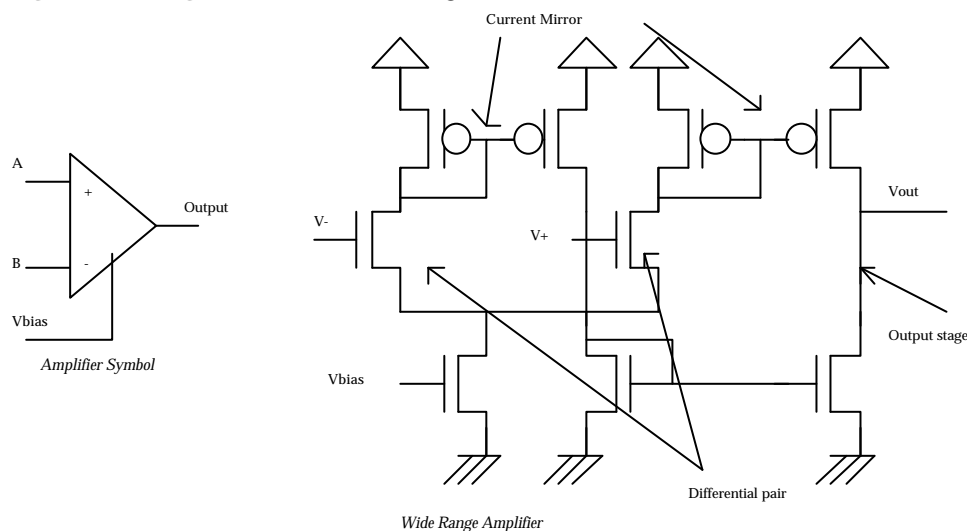 Current Mirror
A
+
Output
V-
V+
Vout
B
-
Vbias
Output stage
Amplifier Symbol
Vbias
Differential pair
Wide Range Amplifier